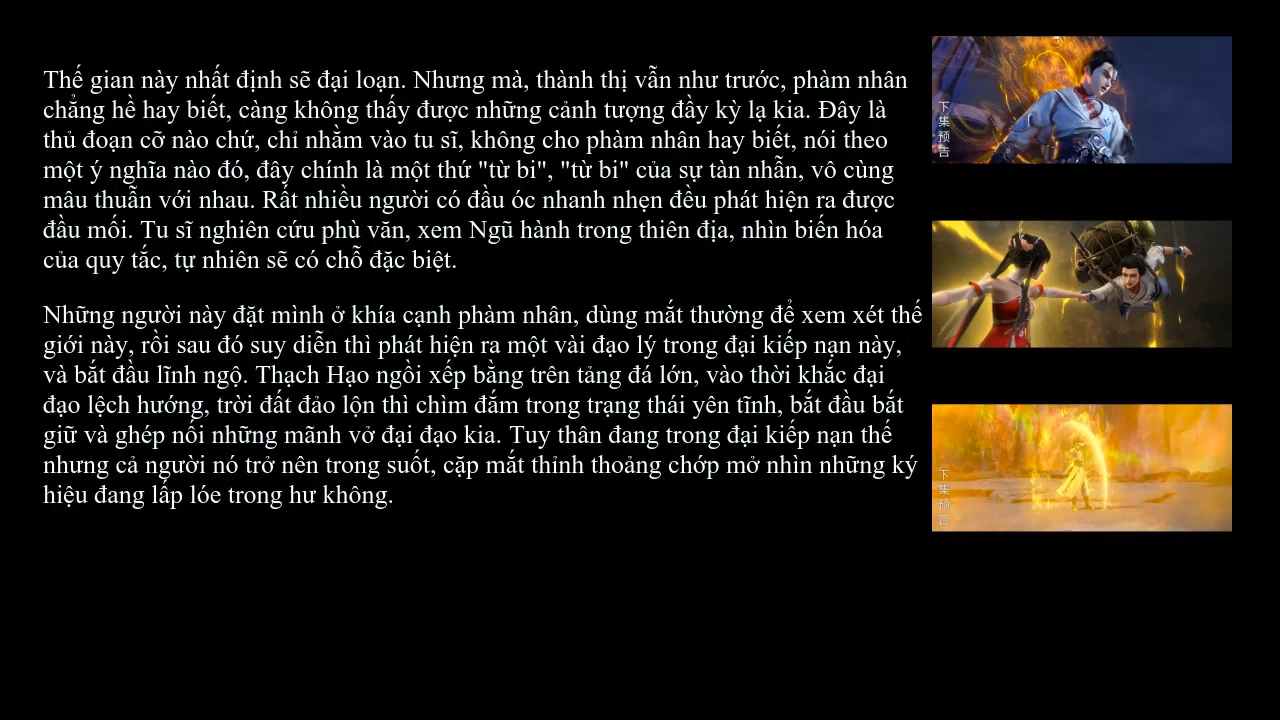 Thế gian này nhất định sẽ đại loạn. Nhưng mà, thành thị vẫn như trước, phàm nhân
chẳng hề hay biết, càng không thấy được những cảnh tượng đầy kỳ lạ kia. Đây là
thủ đoạn cỡ nào chứ, chỉ nhằm vào tu sĩ, không cho phàm nhân hay biết, nói theo
một ý nghĩa nào đó, đây chính là một thứ "từ bi", "từ bi" của sự tàn nhẫn, vô cùng
mâu thuẫn với nhau. Rất nhiều người có đầu óc nhanh nhẹn đều phát hiện ra được
đầu mối. Tu sĩ nghiên cứu phù văn, xem Ngũ hành trong thiên địa, nhìn biến hóa
của quy tắc, tự nhiên sẽ có chỗ đặc biệt.
Những người này đặt mình ở khía cạnh phàm nhân, dùng mắt thường để xem xét thế
giới này, rồi sau đó suy diễn thì phát hiện ra một vài đạo lý trong đại kiếp nạn này,
và bắt đầu lĩnh ngộ. Thạch Hạo ngồi xếp bằng trên tảng đá lớn, vào thời khắc đại
đạo lệch hướng, trời đất đảo lộn thì chìm đắm trong trạng thái yên tĩnh, bắt đầu bắt
giữ và ghép nối những mãnh vở đại đạo kia. Tuy thân đang trong đại kiếp nạn thế
nhưng cả người nó trở nên trong suốt, cặp mắt thỉnh thoảng chớp mở nhìn những ký
hiệu đang lấp lóe trong hư không.
下集预告
下集预告